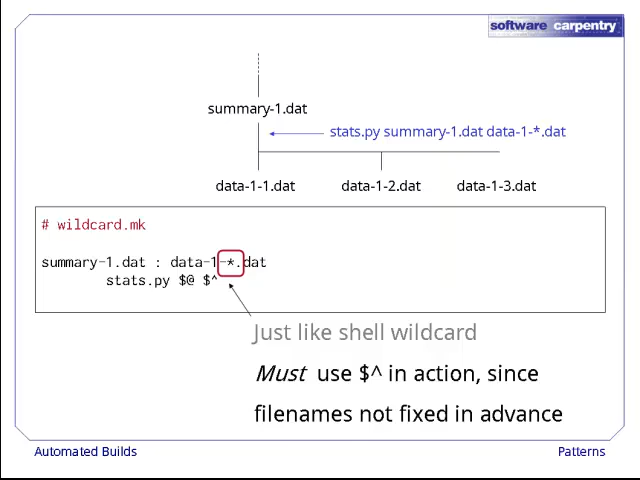 software carpentry
summary-1.dat
stats.py summary-1.dat data-1-*.dat
data-1-1.dat data-1-2.dat data-1-3.dat
# wildcard.mk
summary-1.dat : data-1-*.dat
stats.py $@ $^
Just like shell wildcard
Must use $^ in action, since
filenames not fixed in advance
Automated Builds Patterns